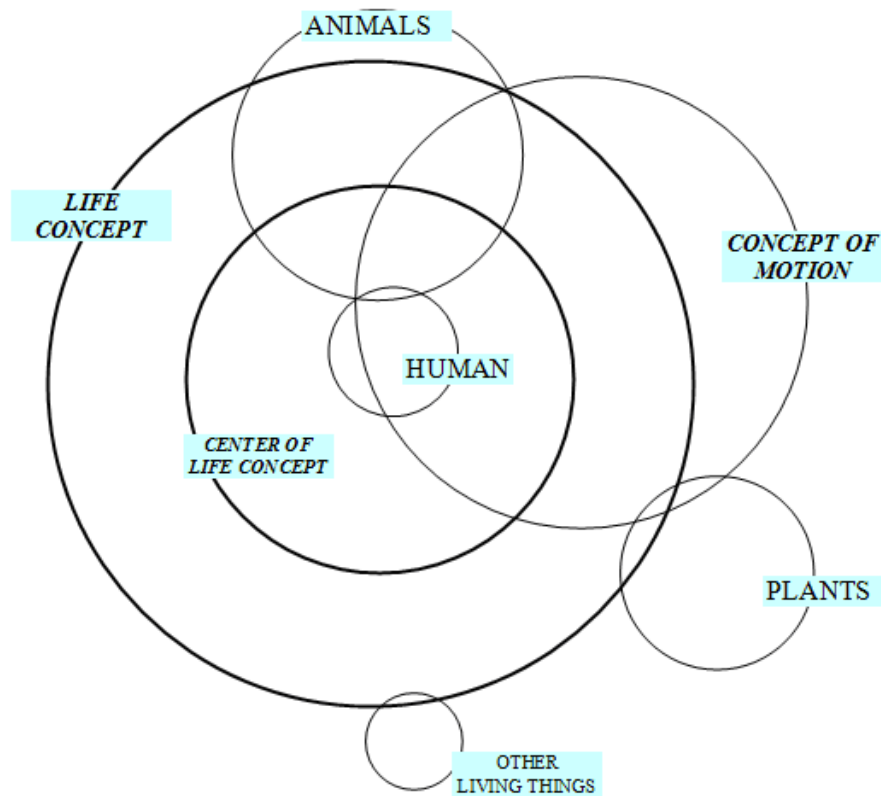 ANIMALS
LIFE
CONCEPT
CONCEPT OF
MOTION
HUMAN
CENTER OF
LIFE CONCEPT
PLANTS
OTHER
LIVING THINGS